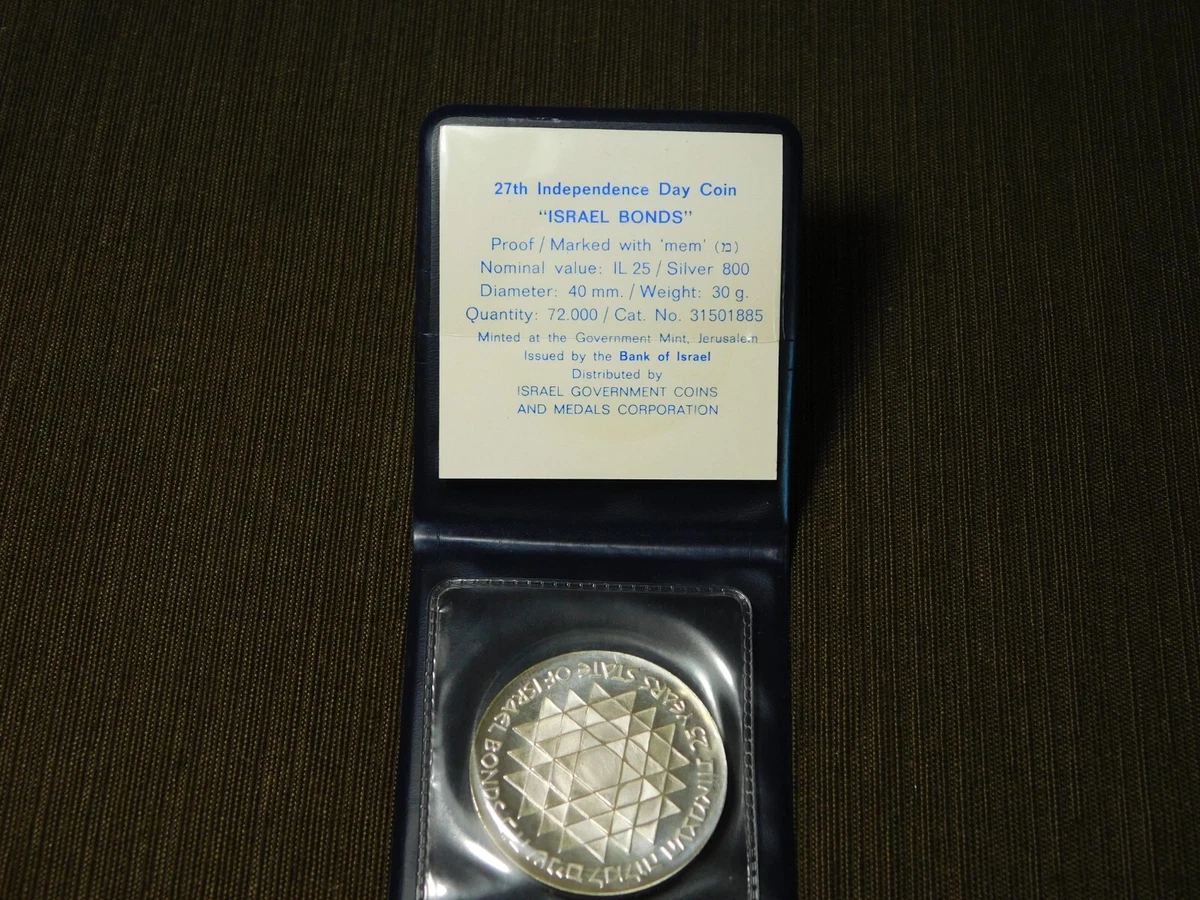 27th Independence Day Coin
"ISRAEL BONDS"
Proof / Marked with 'mem' (מ)
Nominal value: IL 25 / Silver 800
Diameter: 40 mm. / Weight: 30 g.
Quantity: 72.000 / Cat. No. 31501885
Minted at the Government Mint, Jerusalem
Issued by the Bank of Israel
Distributed by
ISRAEL GOVERNMENT COINS
AND MEDALS CORPORATION
25 YEARS STATE OF ISRAEL BONDS